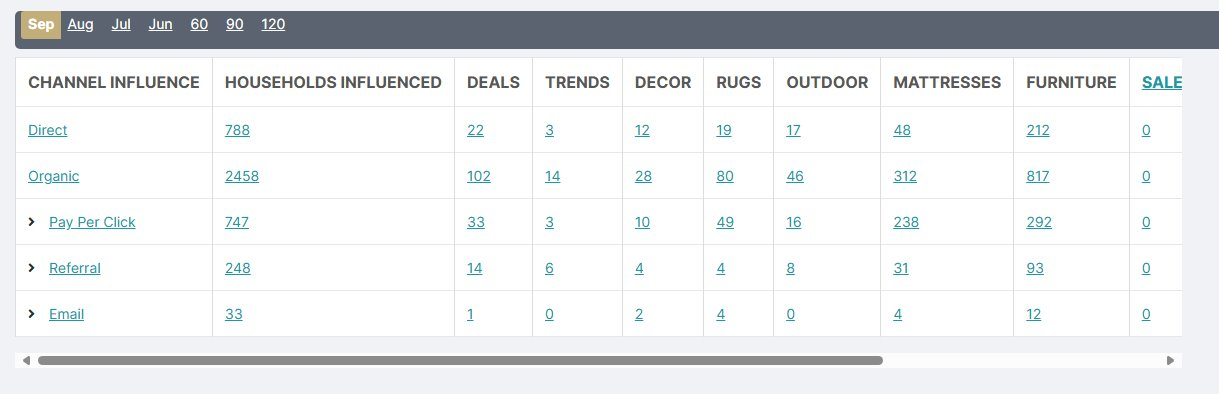 Sep Aug Jul Jun 60 90 120
CHANNEL INFLUENCE HOUSEHOLDS INFLUENCED DEALS TRENDS DECOR RUGS OUTDOOR MATTRESSES FURNITURE SALE
Direct 788 22 3 12 19 17 48 212 0
Organic 2458 102 14 28 80 46 312 817 0
Pay Per Click 747 33 3 10 49 16 238 292 0
Referral 248 14 6 4 4 8 31 93 0
Email 33 1 0 2 4 0 4 12 0